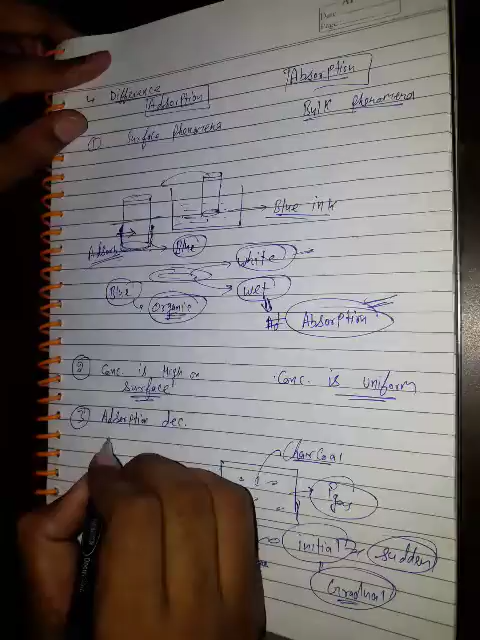 Date
Page
↳ Difference
Adsorption
Absorption
① Surface phenomena
Bulk phenomena
→ Blue ink
Adsorb
Blue
White
Blue
Organic
Wet
Absorption
② Conc. is High on
Surface
Conc. is uniform
③ Adsorption dec.
Charcoal
gas
initial
Sudden
Gradual